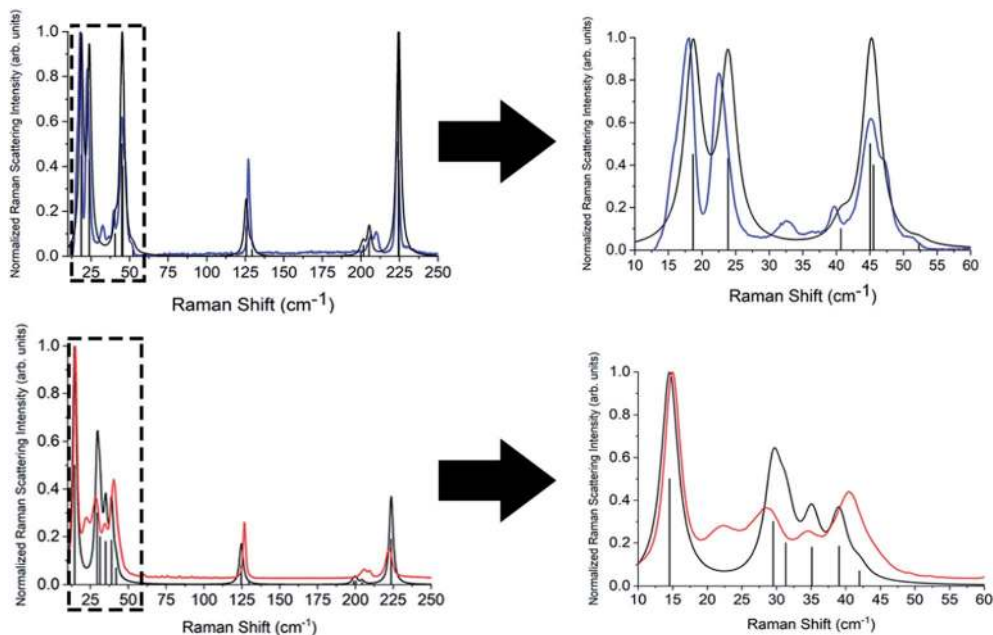 Normalized Raman Scattering Intensity (arb. units)
1.0
0.8
0.6
0.4
0.2
0.0
25 50 75 100 125 150 175 200 225 250
Raman Shift (cm-1)
Normalized Raman Scattering Intensity (arb. units)
1.0
0.8
0.6
0.4
0.2
0.0
10 15 20 25 30 35 40 45 50 55 60
Raman Shift (cm-1)
Normalized Raman Scattering Intensity (arb. units)
1.0
0.8
0.6
0.4
0.2
0.0
25 50 75 100 125 150 175 200 225 250
Raman Shift (cm-1)
Normalized Raman Scattering Intensity (arb. units)
1.0
0.8
0.6
0.4
0.2
0.0
10 15 20 25 30 35 40 45 50 55 60
Raman Shift (cm-1)